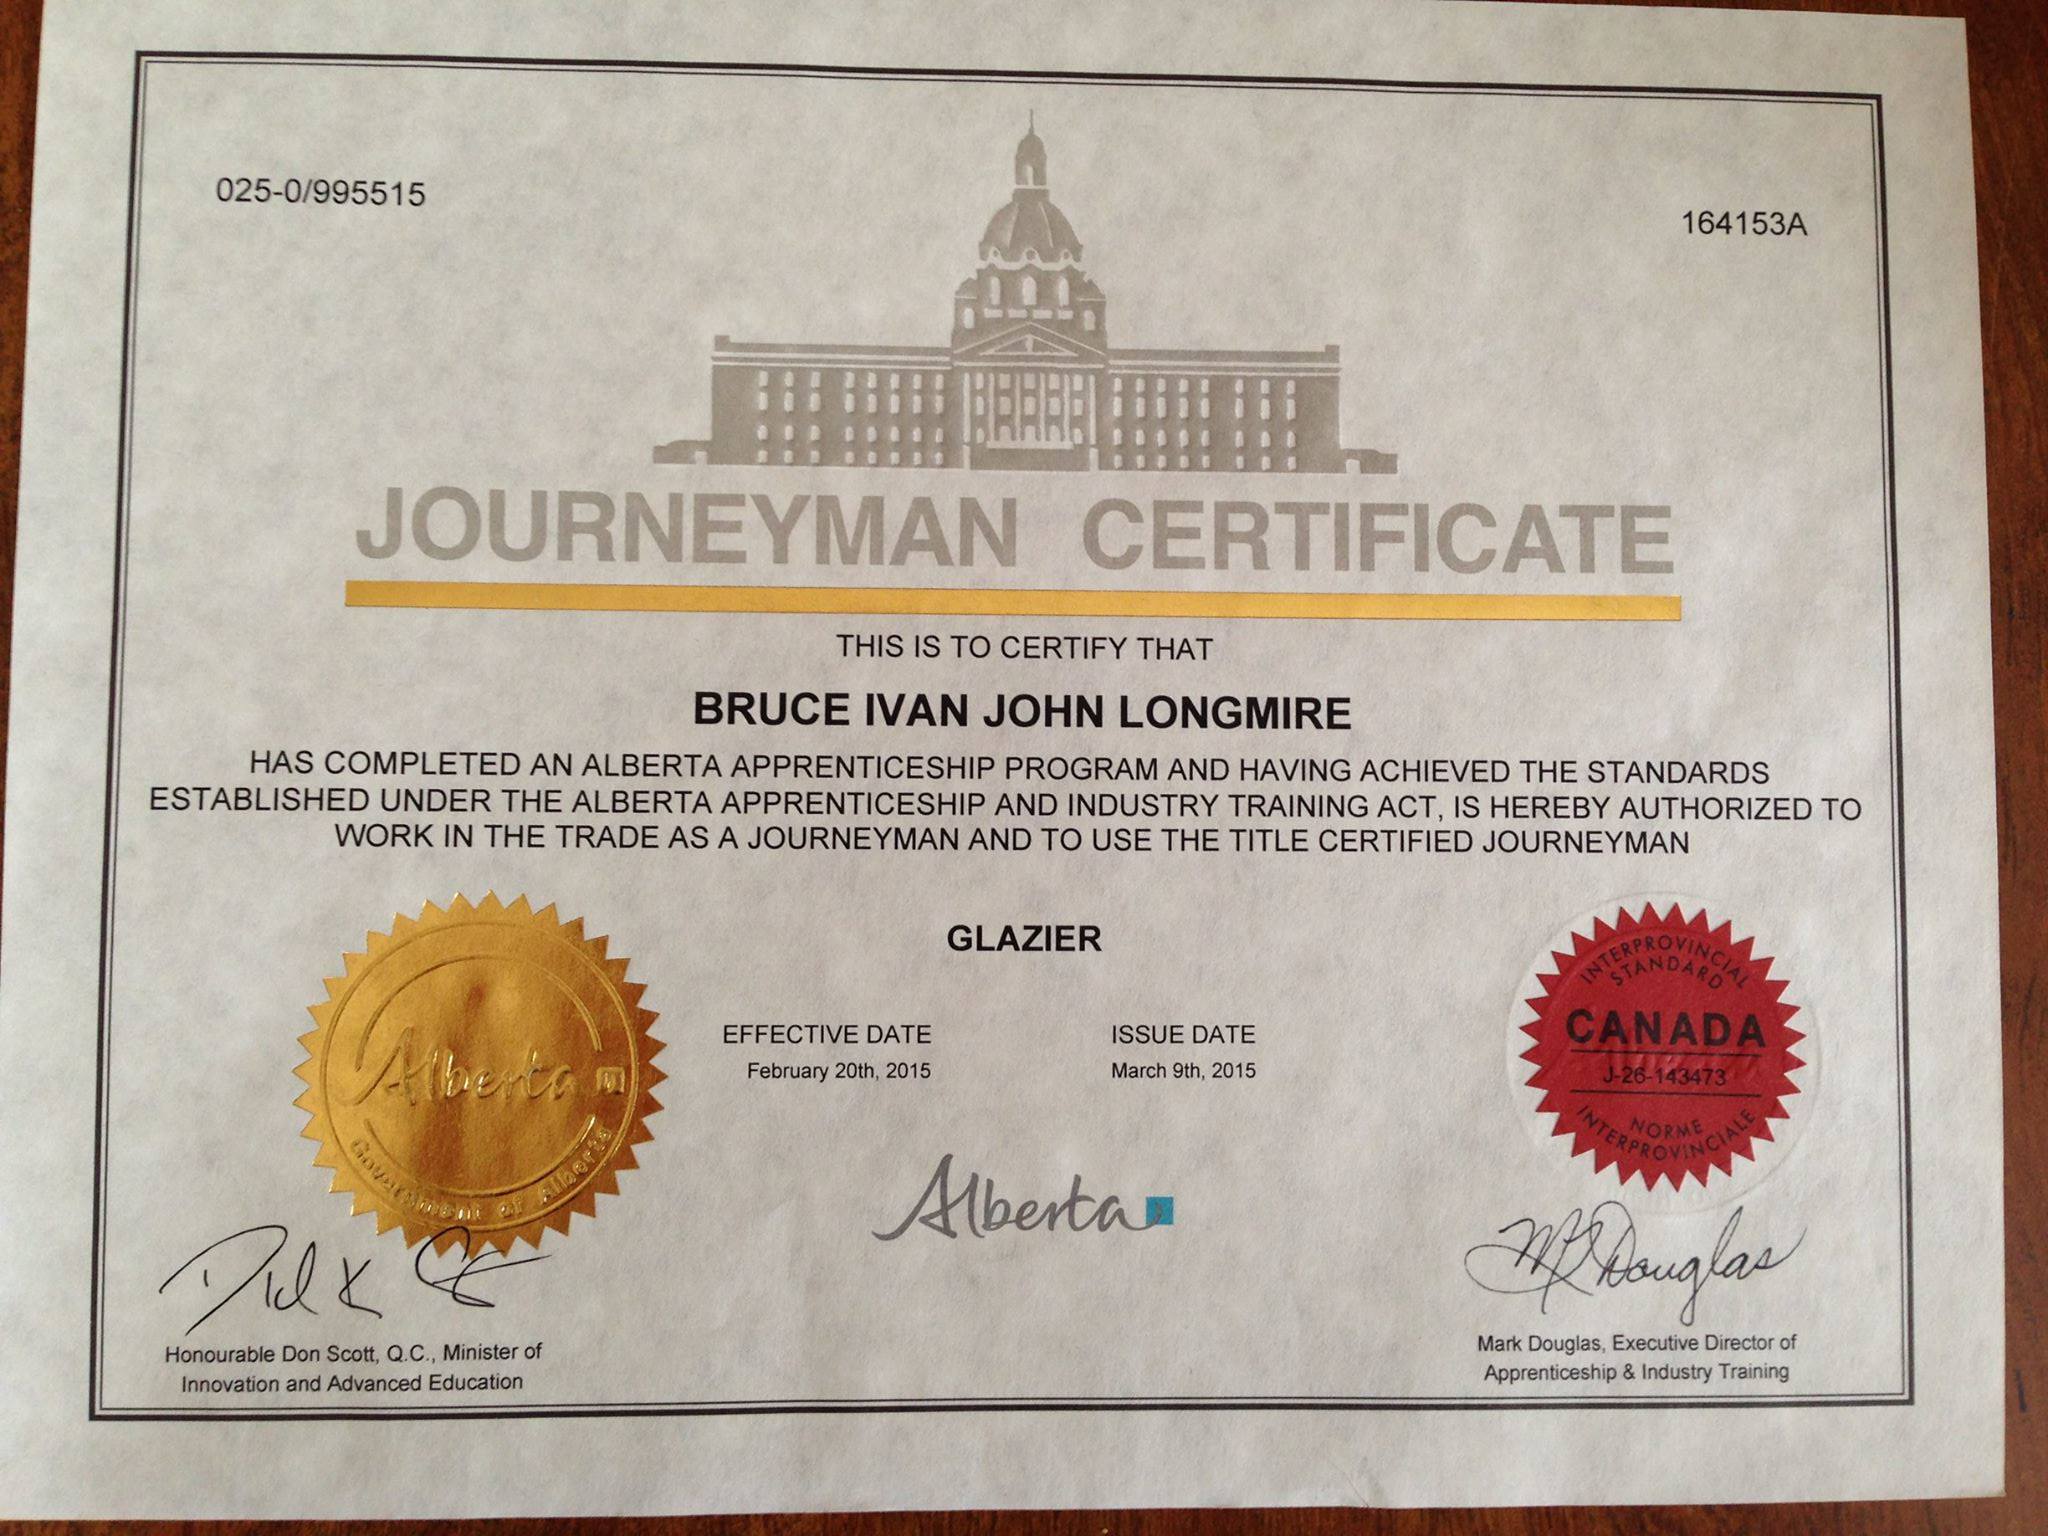 025-0/995515
164153A
JOURNEYMAN CERTIFICATE
THIS IS TO CERTIFY THAT
BRUCE IVAN JOHN LONGMIRE
HAS COMPLETED AN ALBERTA APPRENTICESHIP PROGRAM AND HAVING ACHIEVED THE STANDARDS
ESTABLISHED UNDER THE ALBERTA APPRENTICESHIP AND INDUSTRY TRAINING ACT, IS HEREBY AUTHORIZED TO
WORK IN THE TRADE AS A JOURNEYMAN AND TO USE THE TITLE CERTIFIED JOURNEYMAN
GLAZIER
EFFECTIVE DATE
February 20th, 2015
ISSUE DATE
March 9th, 2015
Alberta
Government of Alberta
INTERPROVINCIAL
STANDARD
CANADA
J-26-143473
NORME
INTERPROVINCIALE
Alberta
Douglas
Honourable Don Scott, Q.C., Minister of
Innovation and Advanced Education
Mark Douglas, Executive Director of
Apprenticeship & Industry Training